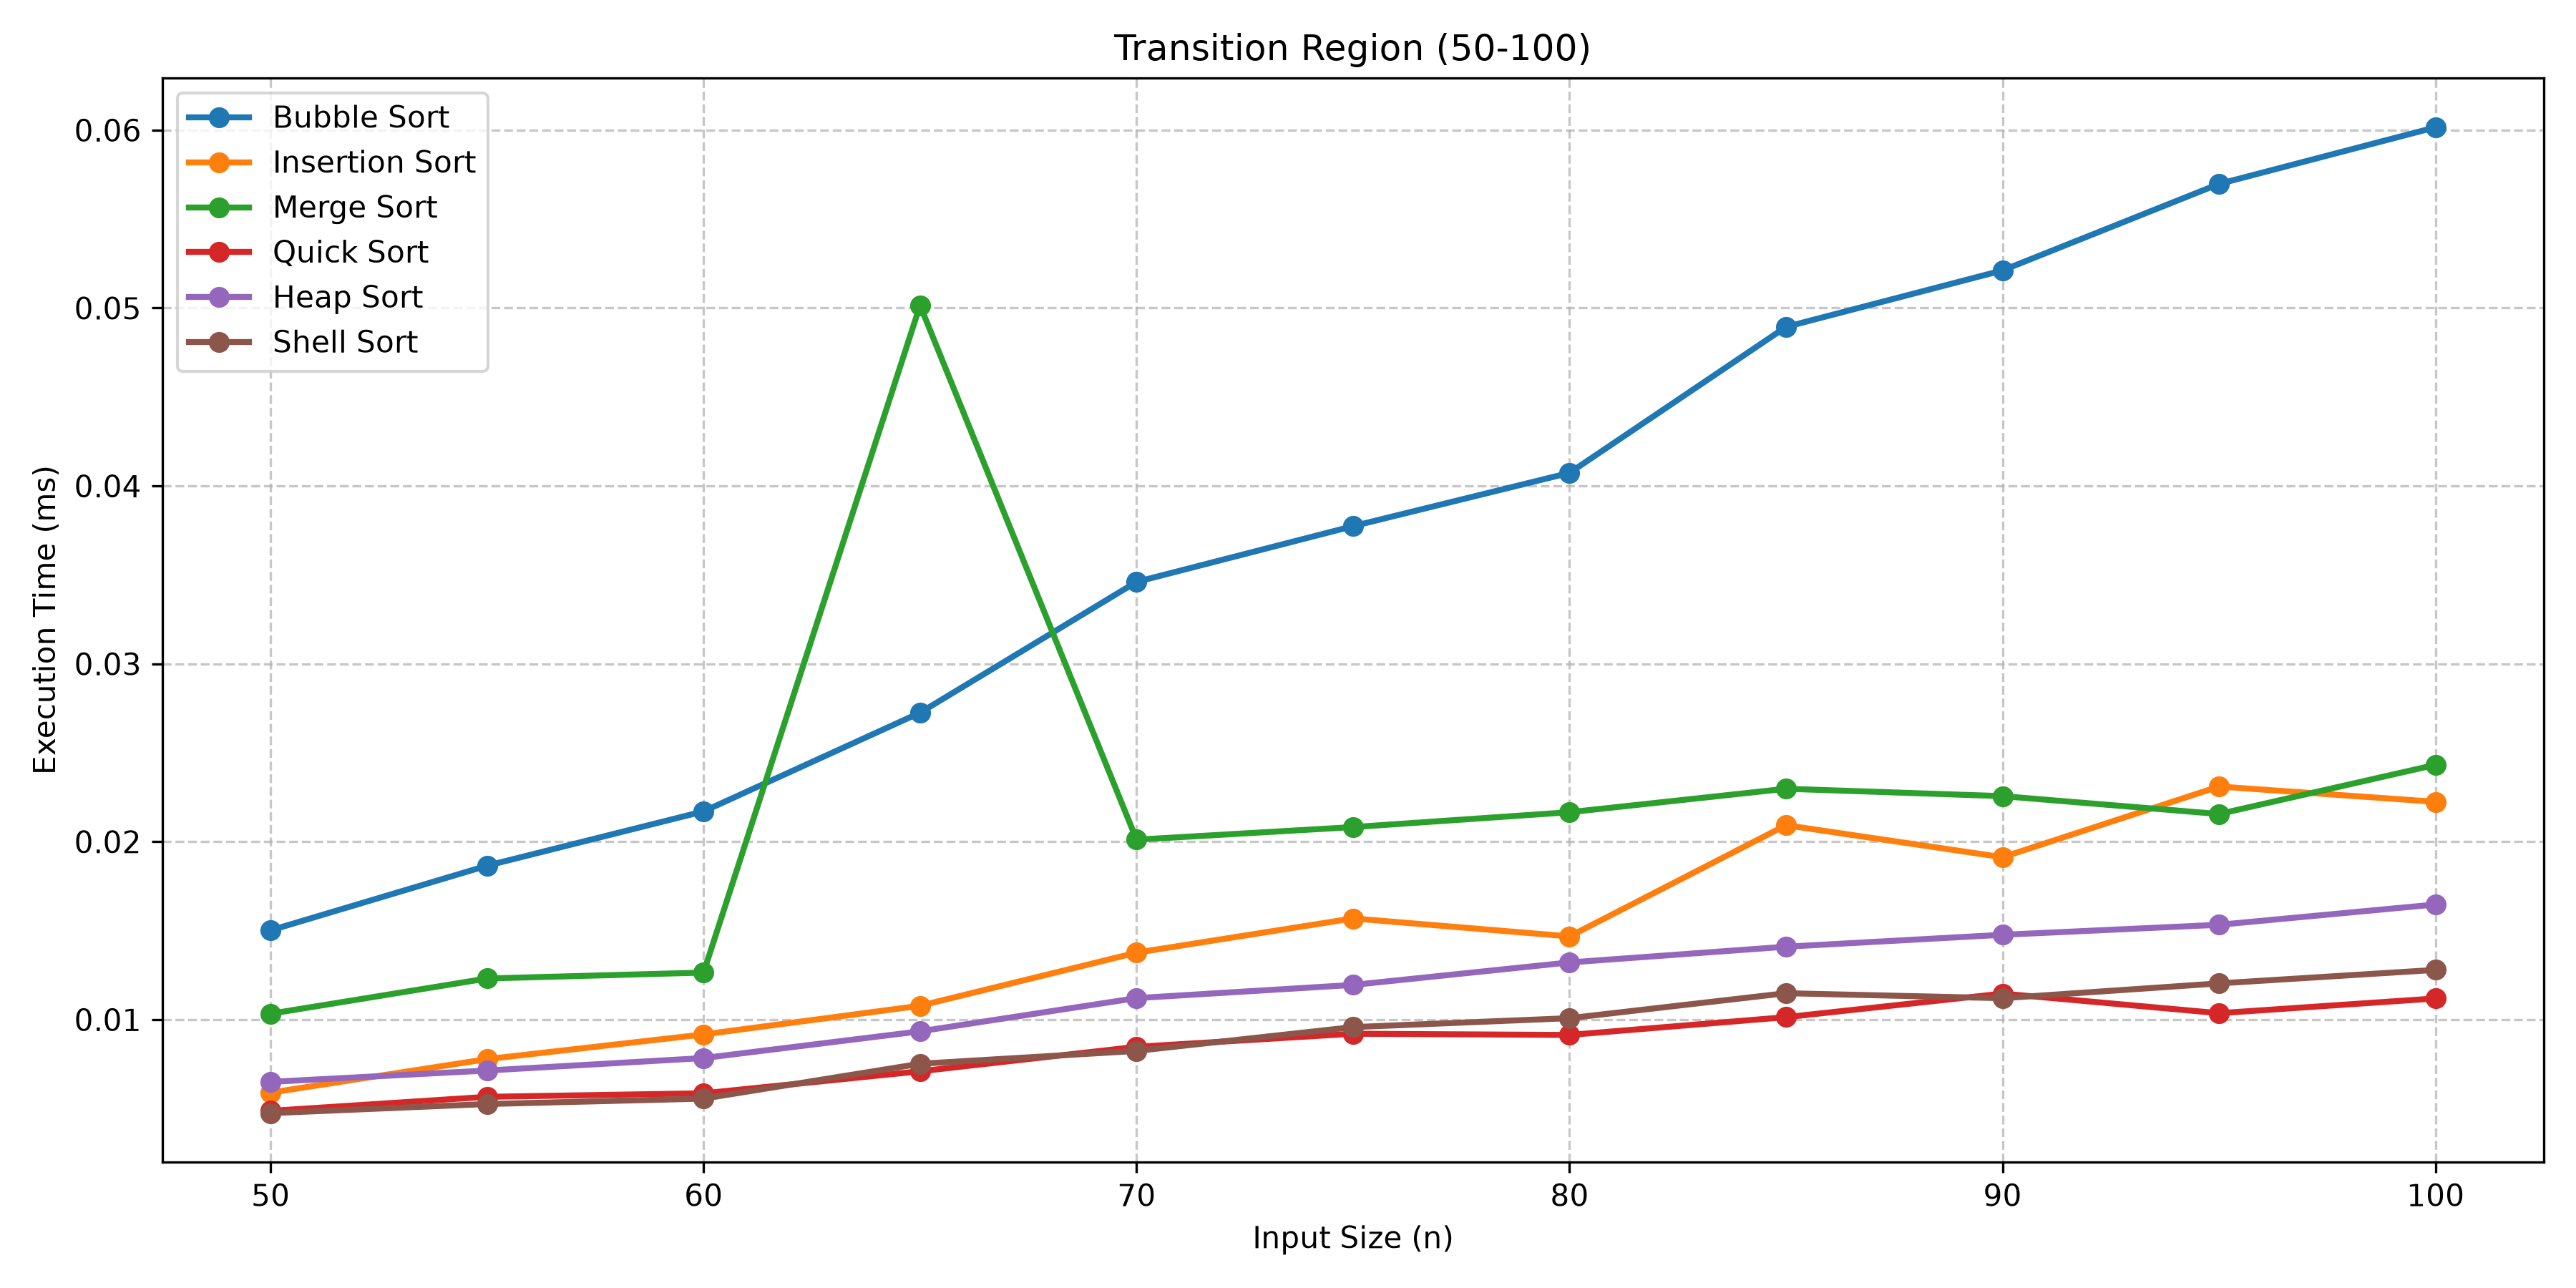 Transition Region (50-100)
Bubble Sort
Insertion Sort
Merge Sort
Quick Sort
Heap Sort
Shell Sort
0.06
0.05
0.04
0.03
0.02
0.01
Execution Time (ms)
50 60 70 80 90 100
Input Size (n)